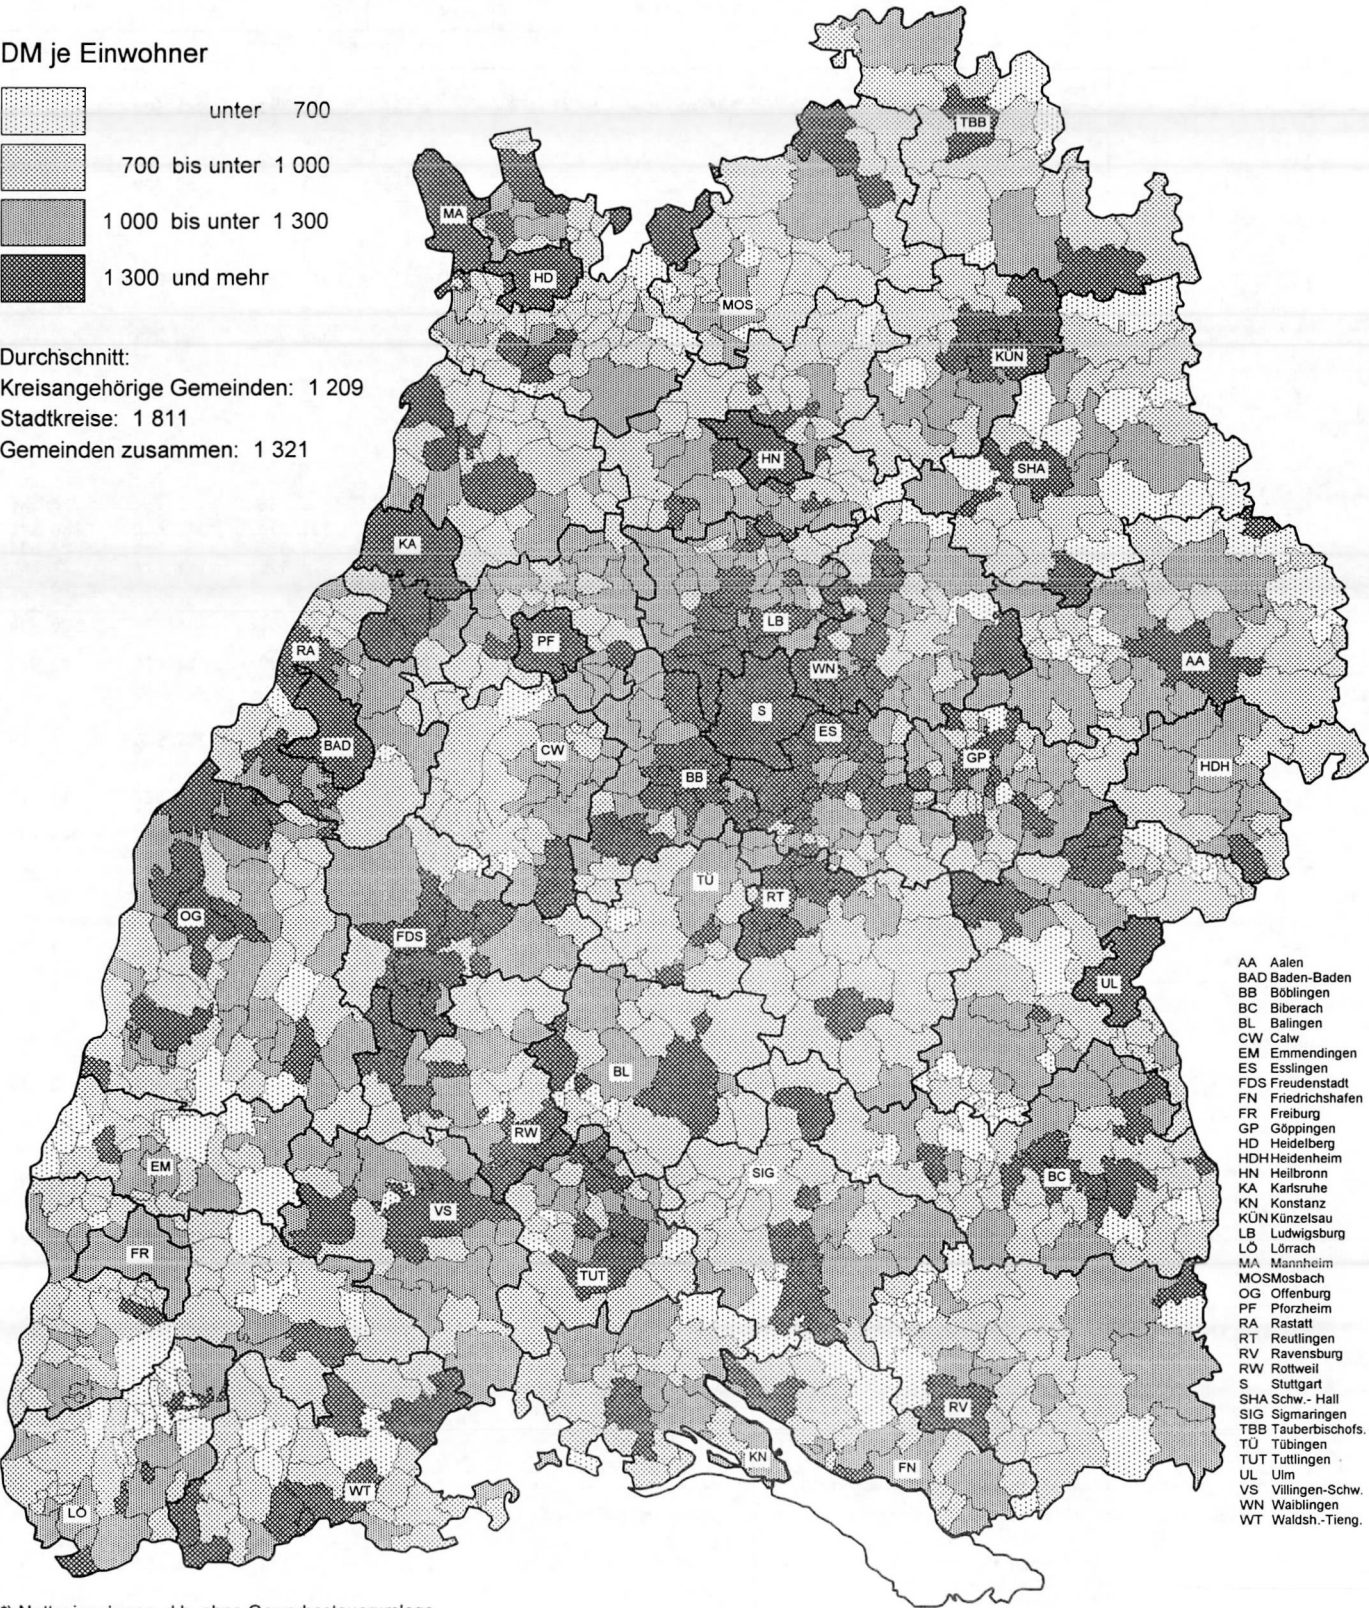 DM je Einwohner
unter 700
700 bis unter 1 000
1 000 bis unter 1 300
1 300 und mehr
Durchschnitt:
Kreisangehörige Gemeinden: 1 209
Stadtkreise: 1 811
Gemeinden zusammen: 1 321
TBB
MA
HD
MOS
KÜN
HN
SHA
KA
LB
PF
RA
WN
AA
S
ES
BAD
CW
GP
HDH
BB
TÜ
RT
OG
FDS
UL
BL
RW
EM
SIG
BC
VS
FR
TUT
RV
KN
FN
WT
LÖ
AA Aalen
BAD Baden-Baden
BB Böblingen
BC Biberach
BL Balingen
CW Calw
EM Emmendingen
ES Esslingen
FDS Freudenstadt
FN Friedrichshafen
FR Freiburg
GP Göppingen
HD Heidelberg
HDH Heidenheim
HN Heilbronn
KA Karlsruhe
KN Konstanz
KÜN Künzelsau
LB Ludwigsburg
LÖ Lörrach
MA Mannheim
MOS Mosbach
OG Offenburg
PF Pforzheim
RA Rastatt
RT Reutlingen
RV Ravensburg
RW Rottweil
S Stuttgart
SHA Schw.- Hall
SIG Sigmaringen
TBB Tauberbischofs.
TÜ Tübingen
TUT Tuttlingen
UL Ulm
VS Villingen-Schw.
WN Waiblingen
WT Waldsh.-Tieng.